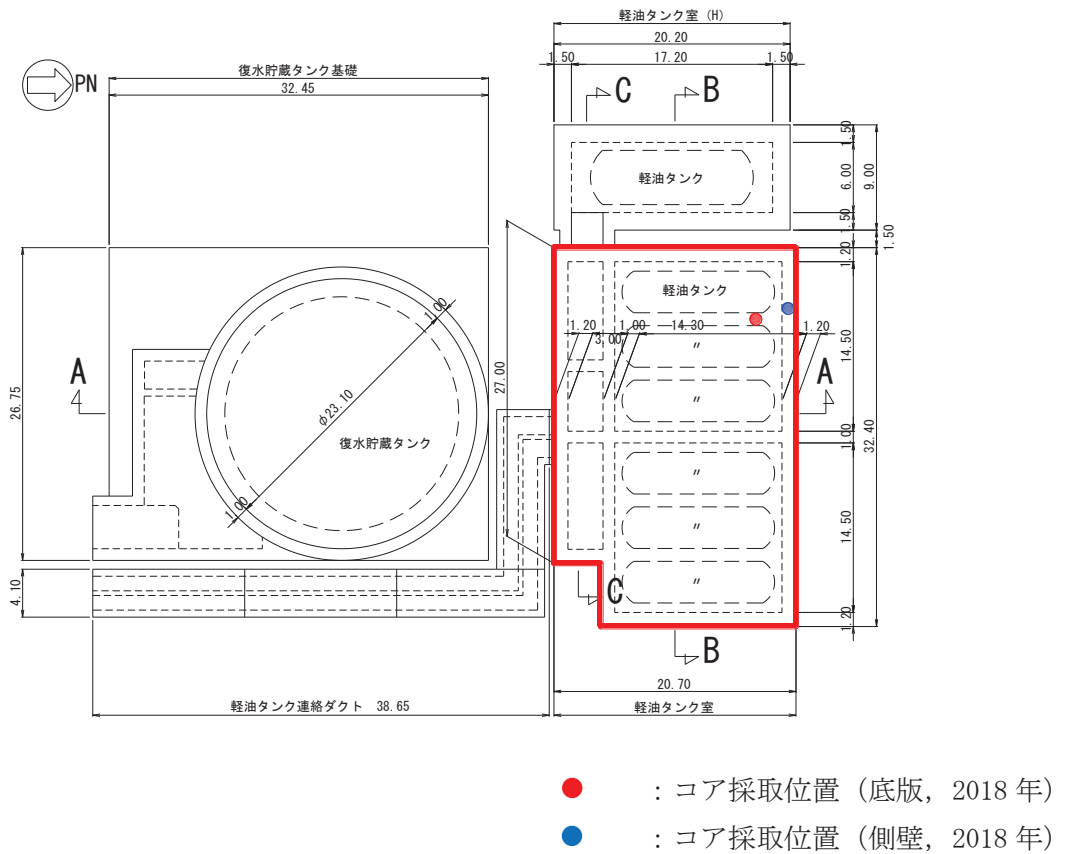 軽油タンク室 (H)
20.20
1.50 17.20 1.50
PN
復水貯蔵タンク基礎
32.45
C B
軽油タンク
1.50
6.00
1.50
9.00
1.50
1.20
軽油タンク
1.00
1.20 3.00 1.00 14.30 1.20
〃
〃
27.00
14.50
A A
26.75
φ23.10
復水貯蔵タンク
1.00
1.00
32.40
〃
〃
〃
14.50
4.10
C
1.20
B
20.70
軽油タンク連絡ダクト 38.65
軽油タンク室
：コア採取位置（底版，2018 年）
：コア採取位置（側壁，2018 年）